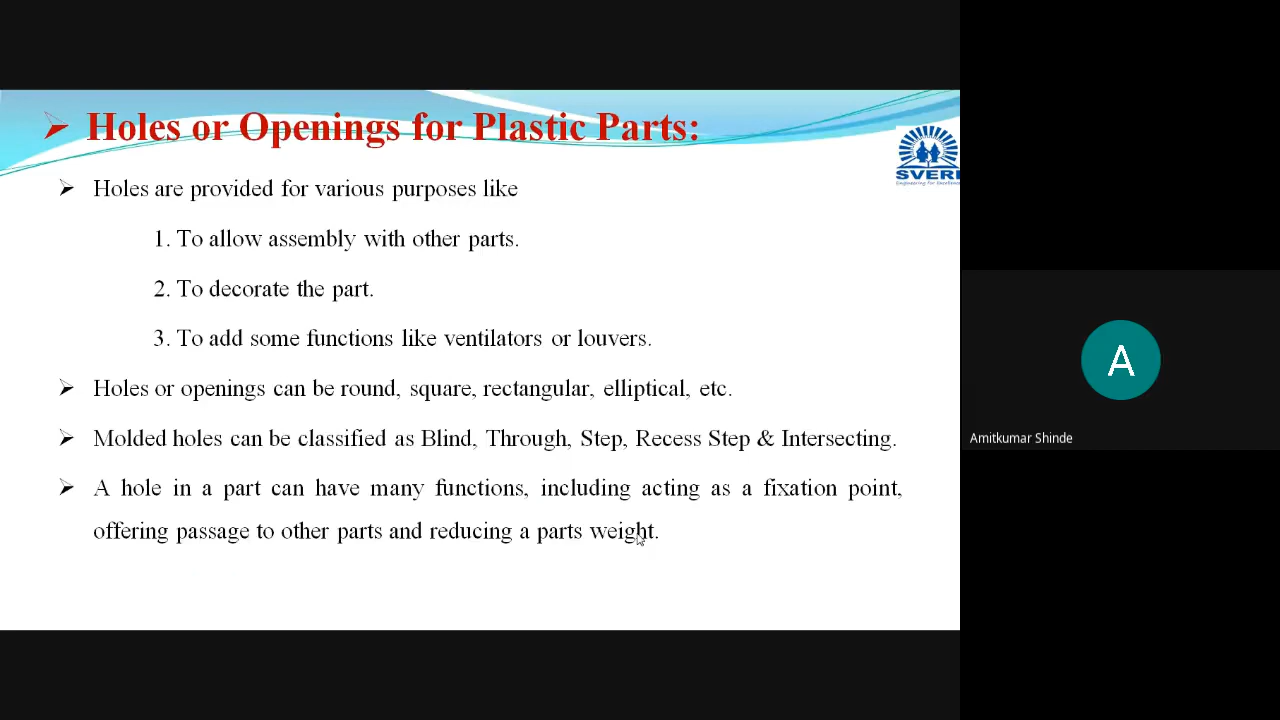 Holes or Openings for Plastic Parts:
SVERI
Engineering For Excellence
Holes are provided for various purposes like
1. To allow assembly with other parts.
2. To decorate the part.
3. To add some functions like ventilators or louvers.
Holes or openings can be round, square, rectangular, elliptical, etc.
Molded holes can be classified as Blind, Through, Step, Recess Step & Intersecting.
A hole in a part can have many functions, including acting as a fixation point,
offering passage to other parts and reducing a parts weight.
A
Amitkumar Shinde